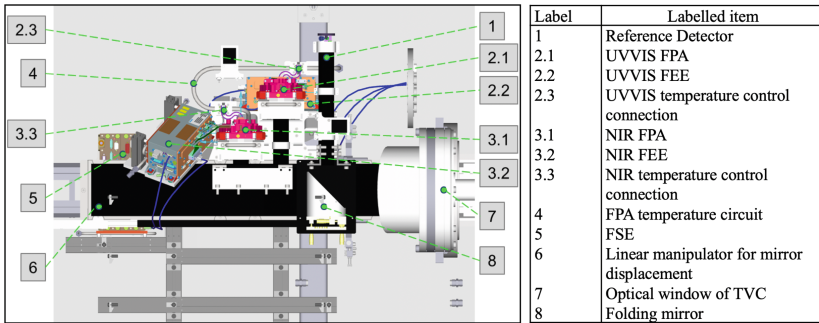 2.3
1
4
2.1
2.2
3.3
3.1
3.2
5
7
6
8
Label Labelled item
1 Reference Detector
2.1 UVVIS FPA
2.2 UVVIS FEE
2.3 UVVIS temperature control
connection
3.1 NIR FPA
3.2 NIR FEE
3.3 NIR temperature control
connection
4 FPA temperature circuit
5 FSE
6 Linear manipulator for mirror
displacement
7 Optical window of TVC
8 Folding mirror